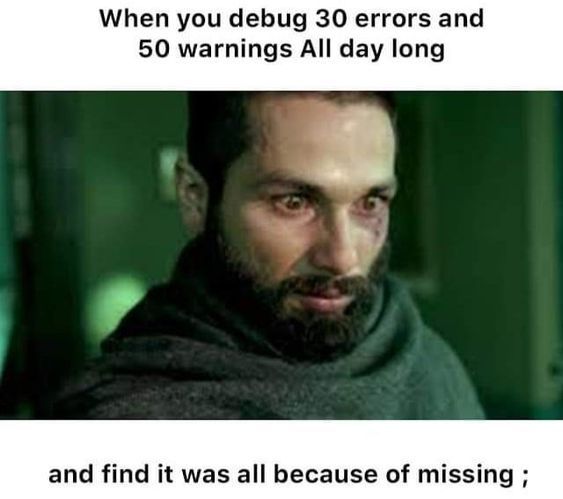 When you debug 30 errors and
50 warnings All day long
and find it was all because of missing ;